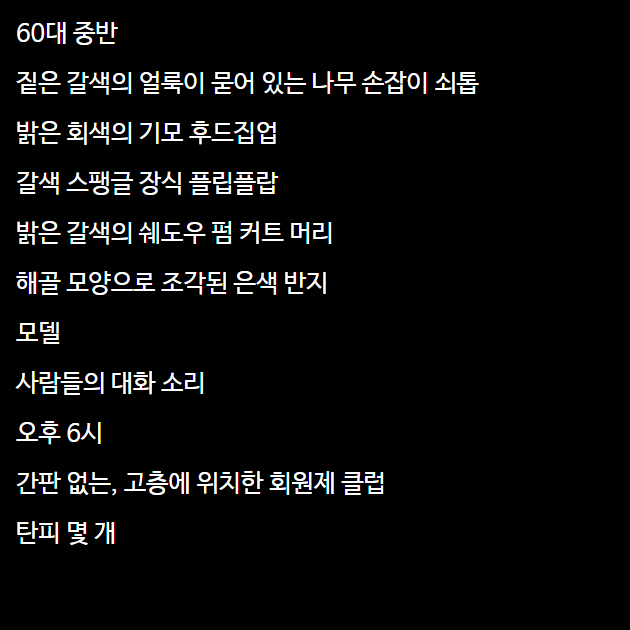 60대 중반
짙은 갈색의 얼룩이 묻어 있는 나무 손잡이 쇠톱
밝은 회색의 기모 후드집업
갈색 스팽글 장식 플립플랍
밝은 갈색의 쉐도우 펌 커트 머리
해골 모양으로 조각된 은색 반지
모델
사람들의 대화 소리
오후 6시
간판 없는, 고층에 위치한 회원제 클럽
탄피 몇 개